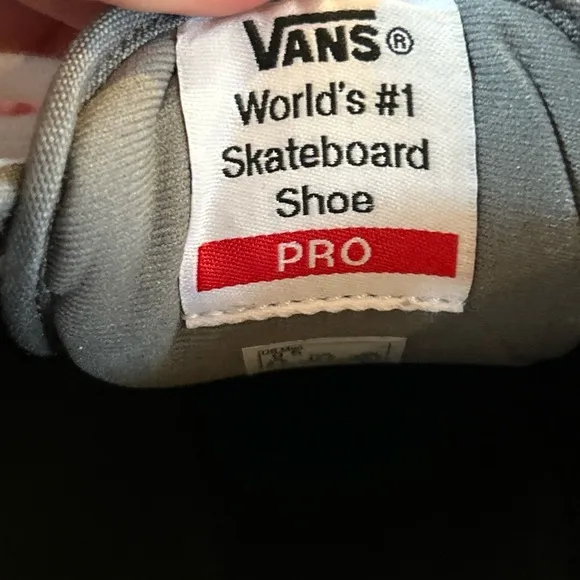 VANS®
World's #1
Skateboard
Shoe
PRO